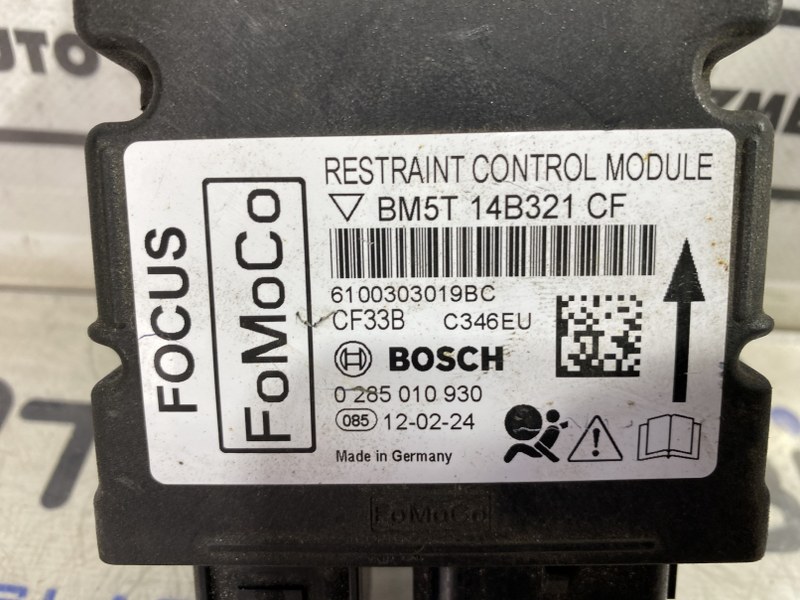 RESTRAINT CONTROL MODULE
BM5T 14B321 CF
6100303019BC
CF33B C346EU
BOSCH
0 285 010 930
085 12-02-24
Made in Germany
FOCUS
FoMoCo
FoMoCo
AUTO